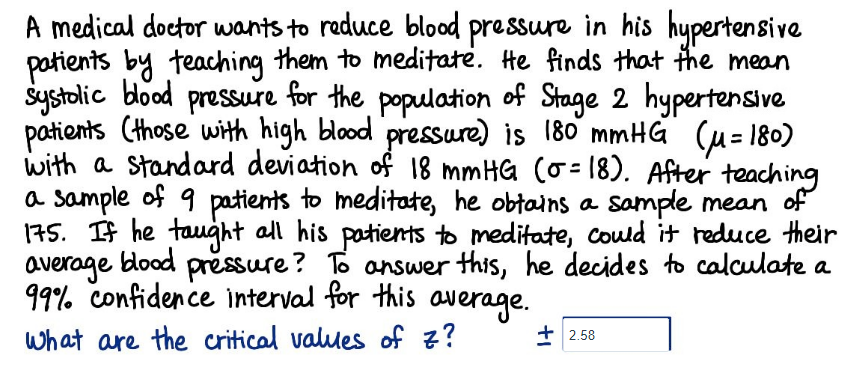 A medical doctor wants to reduce blood pressure in his hypertensive
patients by teaching them to meditate. He finds that the mean
systolic blood pressure for the population of Stage 2 hypertensive
patients (those with high blood pressure) is 180 mmHG (μ = 180)
with a standard deviation of 18 mmHG (σ = 18). After teaching
a sample of 9 patients to meditate, he obtains a sample mean of
175. If he taught all his patients to meditate, could it reduce their
average blood pressure? To answer this, he decides to calculate a
99% confidence interval for this average.
What are the critical values of z? ± 2.58